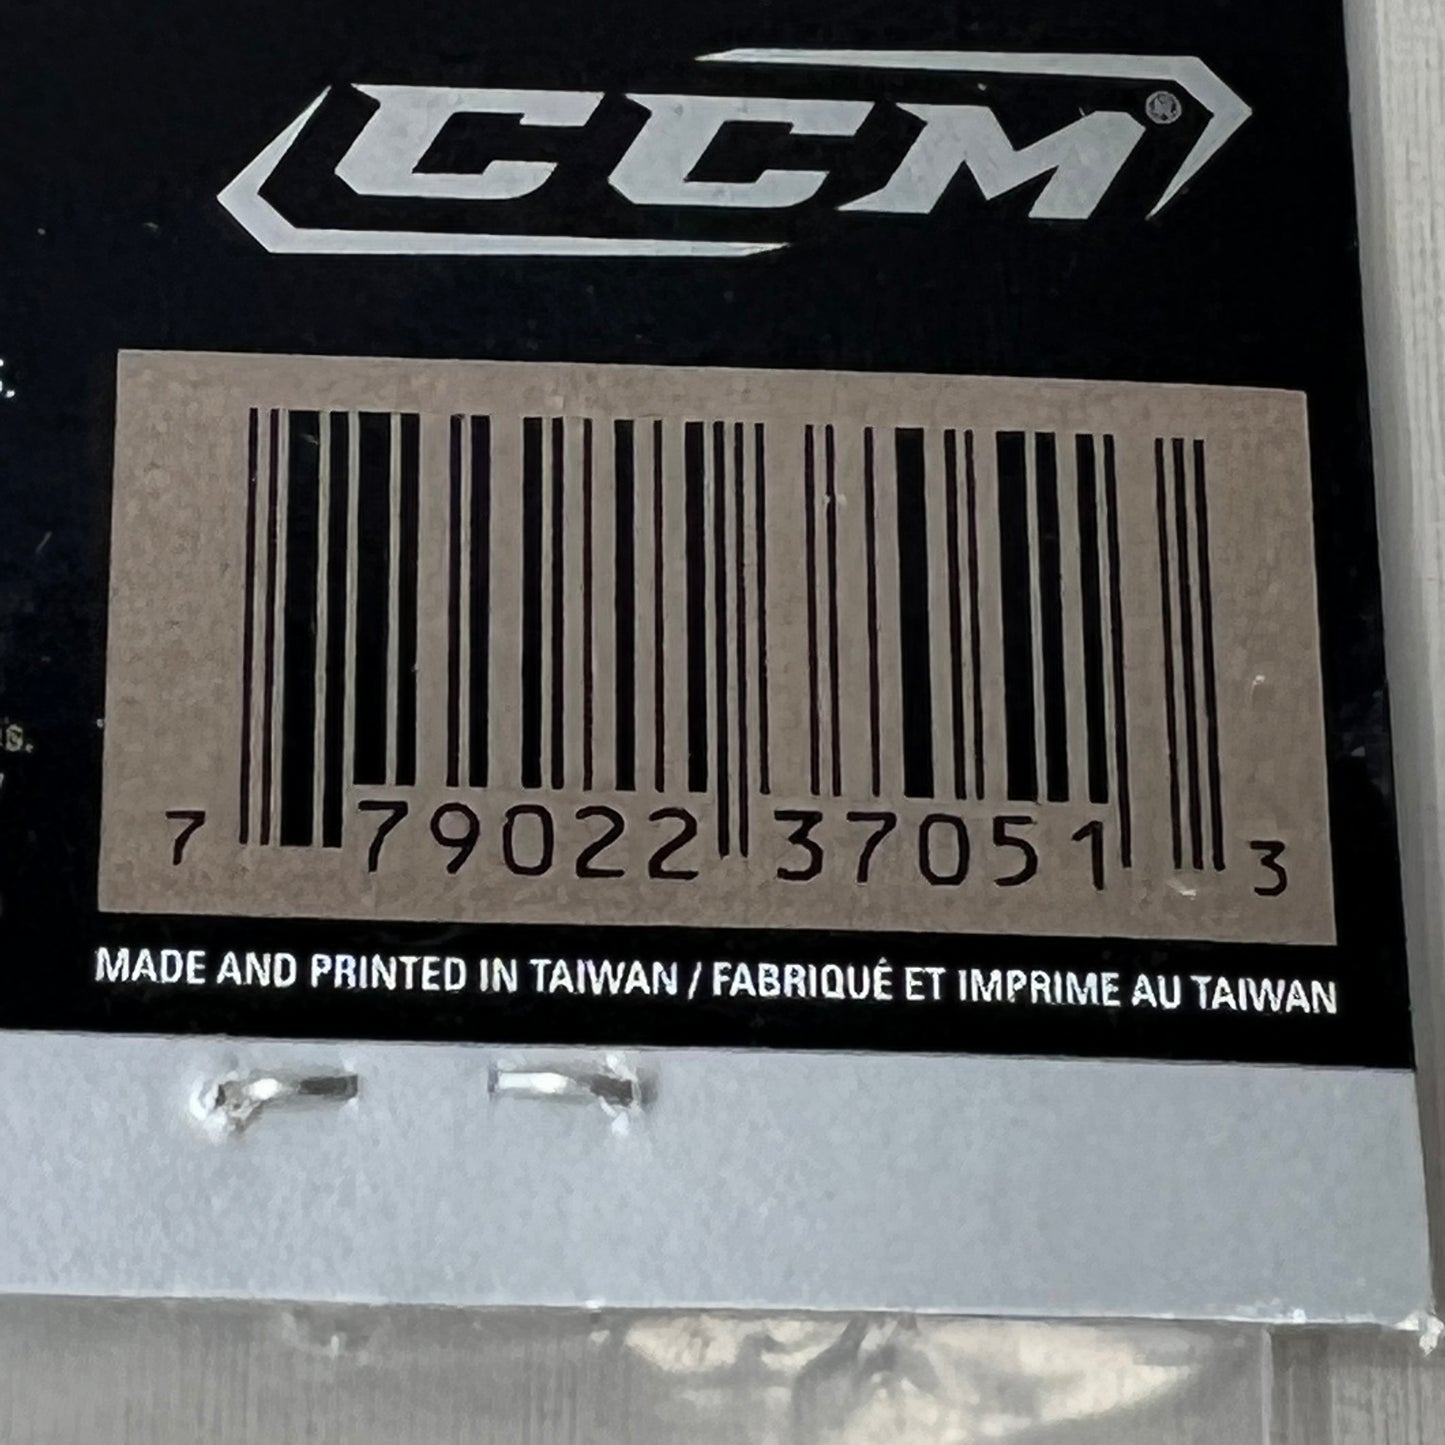 CCM®
7 79022 37051 3
MADE AND PRINTED IN TAIWAN / FABRIQUÉ ET IMPRIME AU TAIWAN